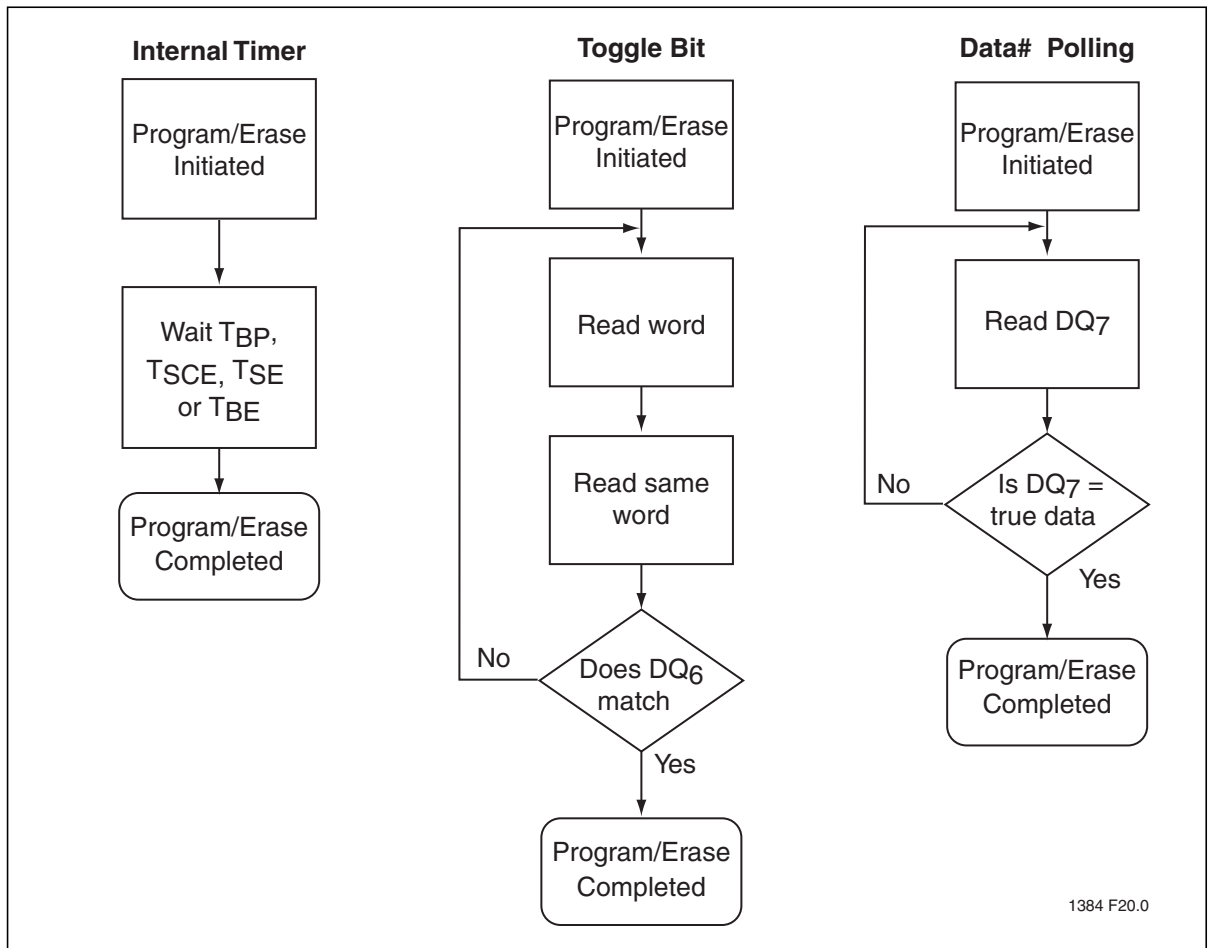 Internal Timer
Program/Erase
Initiated
Wait TBP,
TSCE, TSE
or TBE
Program/Erase
Completed
Toggle Bit
Program/Erase
Initiated
Read word
Read same
word
Does DQ6
match
No
Yes
Program/Erase
Completed
Data# Polling
Program/Erase
Initiated
Read DQ7
Is DQ7 =
true data
No
Yes
Program/Erase
Completed
1384 F20.0